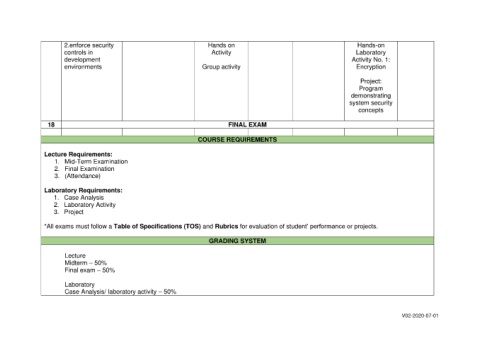 2.enforce security
controls in
development
environments
Hands on
Activity
Group activity
Hands-on
Laboratory
Activity No. 1:
Encryption
Project:
Program
demonstrating
system security
concepts
18 FINAL EXAM
COURSE REQUIREMENTS
Lecture Requirements:
1. Mid-Term Examination
2. Final Examination
3. (Attendance)
Laboratory Requirements:
1. Case Analysis
2. Laboratory Activity
3. Project
*All exams must follow a Table of Specifications (TOS) and Rubrics for evaluation of student' performance or projects.
GRADING SYSTEM
Lecture
Midterm – 50%
Final exam – 50%
Laboratory
Case Analysis/ laboratory activity – 50%
V02-2020-07-01